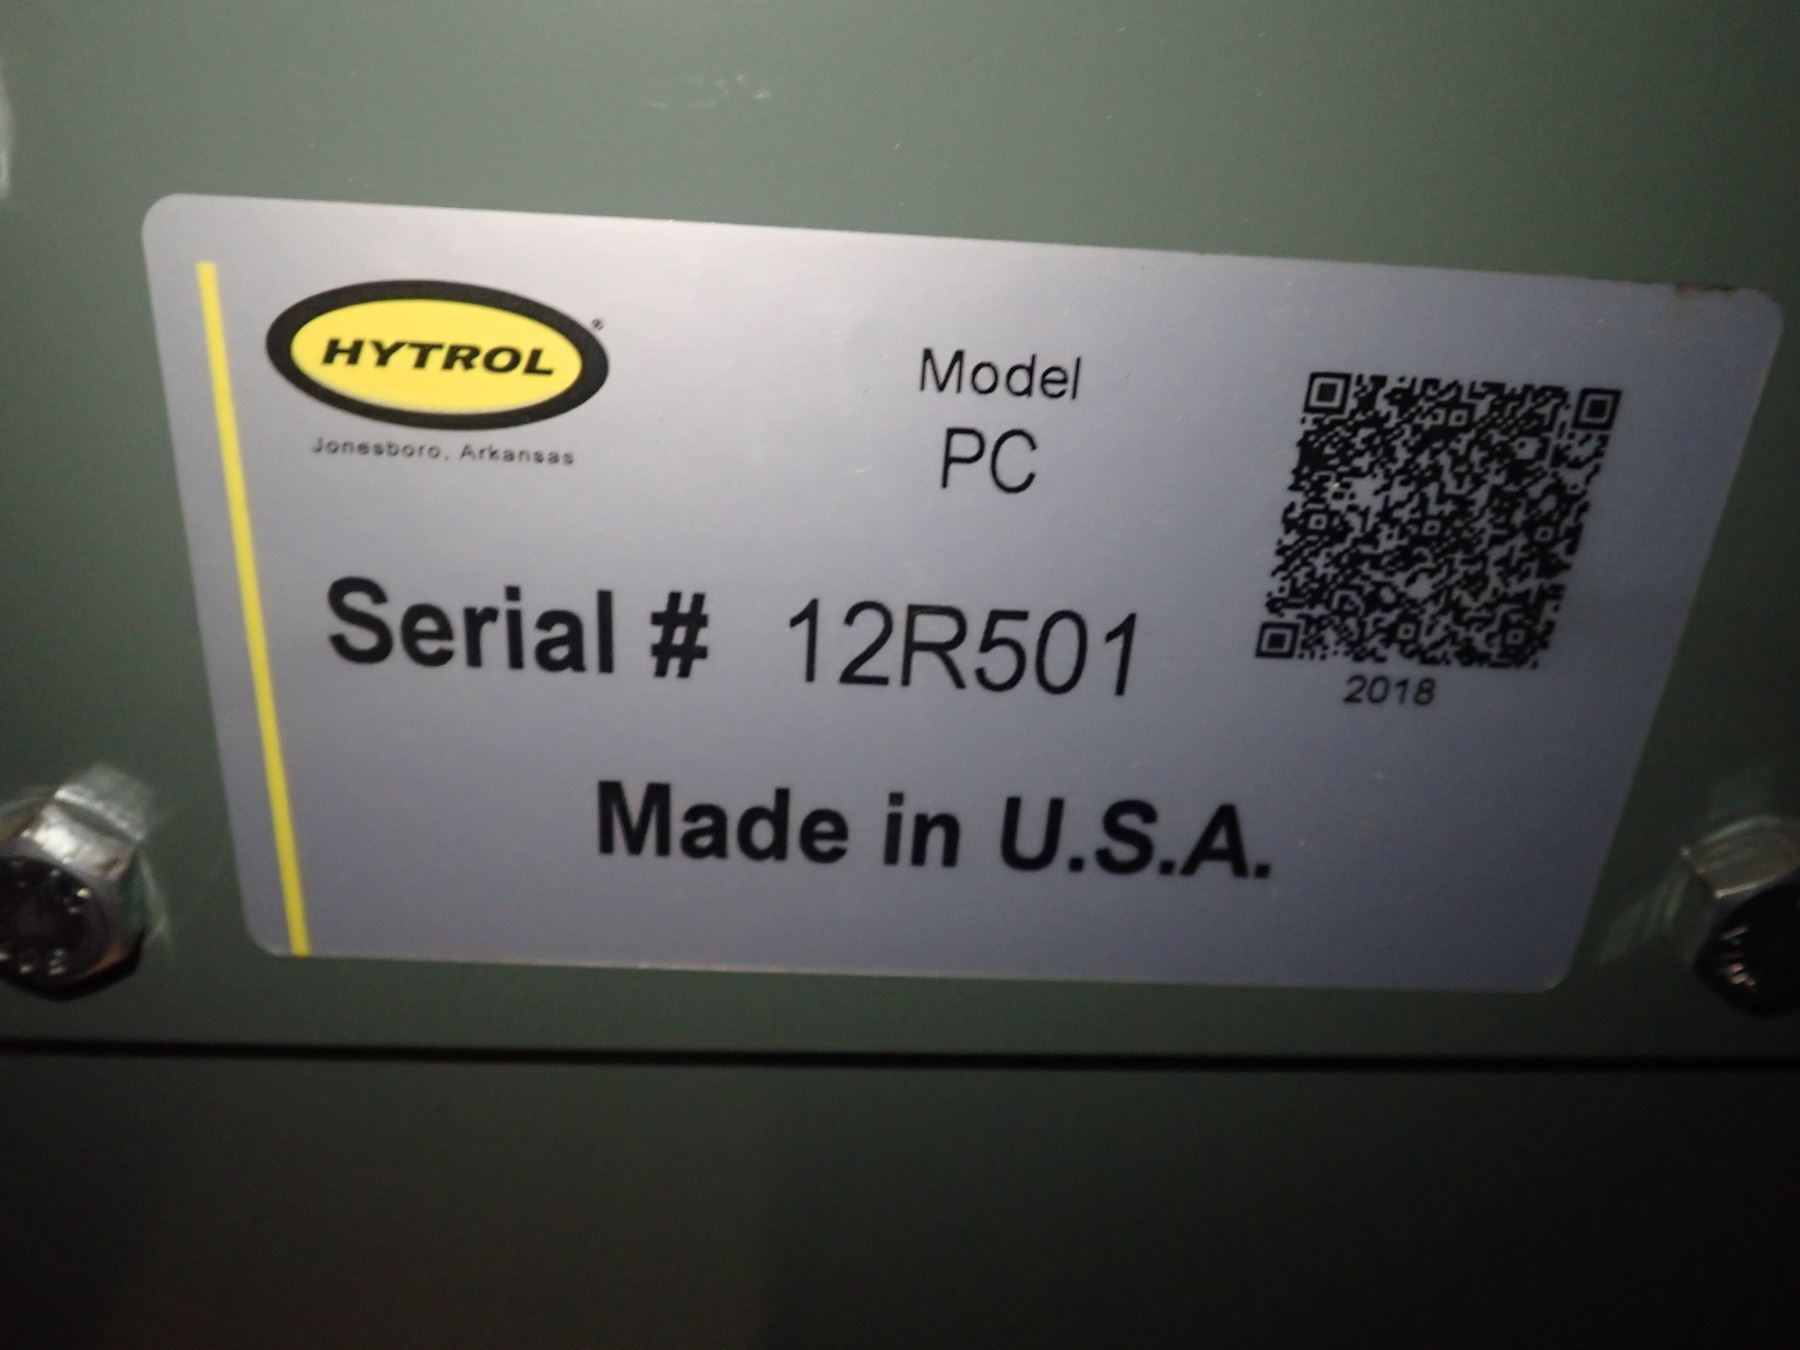 HYTROL®
Jonesboro, Arkansas
Model
PC
Serial # 12R501
2018
Made in U.S.A.